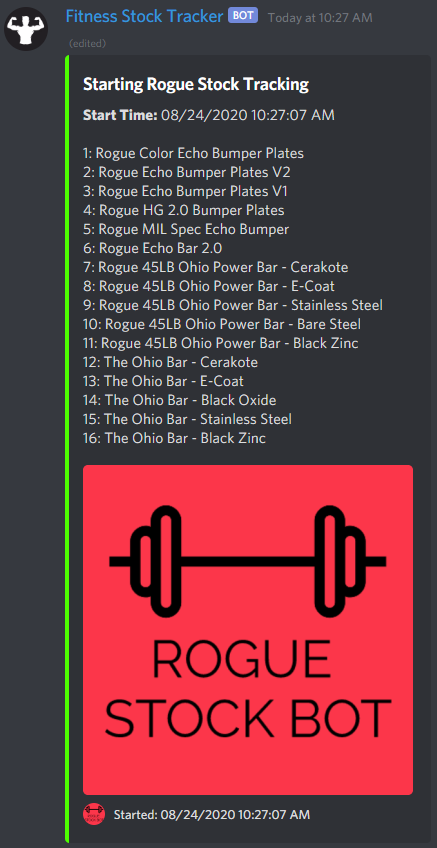 Fitness Stock Tracker BOT Today at 10:27 AM
(edited)
Starting Rogue Stock Tracking
Start Time: 08/24/2020 10:27:07 AM
1: Rogue Color Echo Bumper Plates
2: Rogue Echo Bumper Plates V2
3: Rogue Echo Bumper Plates V1
4: Rogue HG 2.0 Bumper Plates
5: Rogue MIL Spec Echo Bumper
6: Rogue Echo Bar 2.0
7: Rogue 45LB Ohio Power Bar - Cerakote
8: Rogue 45LB Ohio Power Bar - E-Coat
9: Rogue 45LB Ohio Power Bar - Stainless Steel
10: Rogue 45LB Ohio Power Bar - Bare Steel
11: Rogue 45LB Ohio Power Bar - Black Zinc
12: The Ohio Bar - Cerakote
13: The Ohio Bar - E-Coat
14: The Ohio Bar - Black Oxide
15: The Ohio Bar - Stainless Steel
16: The Ohio Bar - Black Zinc
ROGUE
STOCK BOT
Started: 08/24/2020 10:27:07 AM